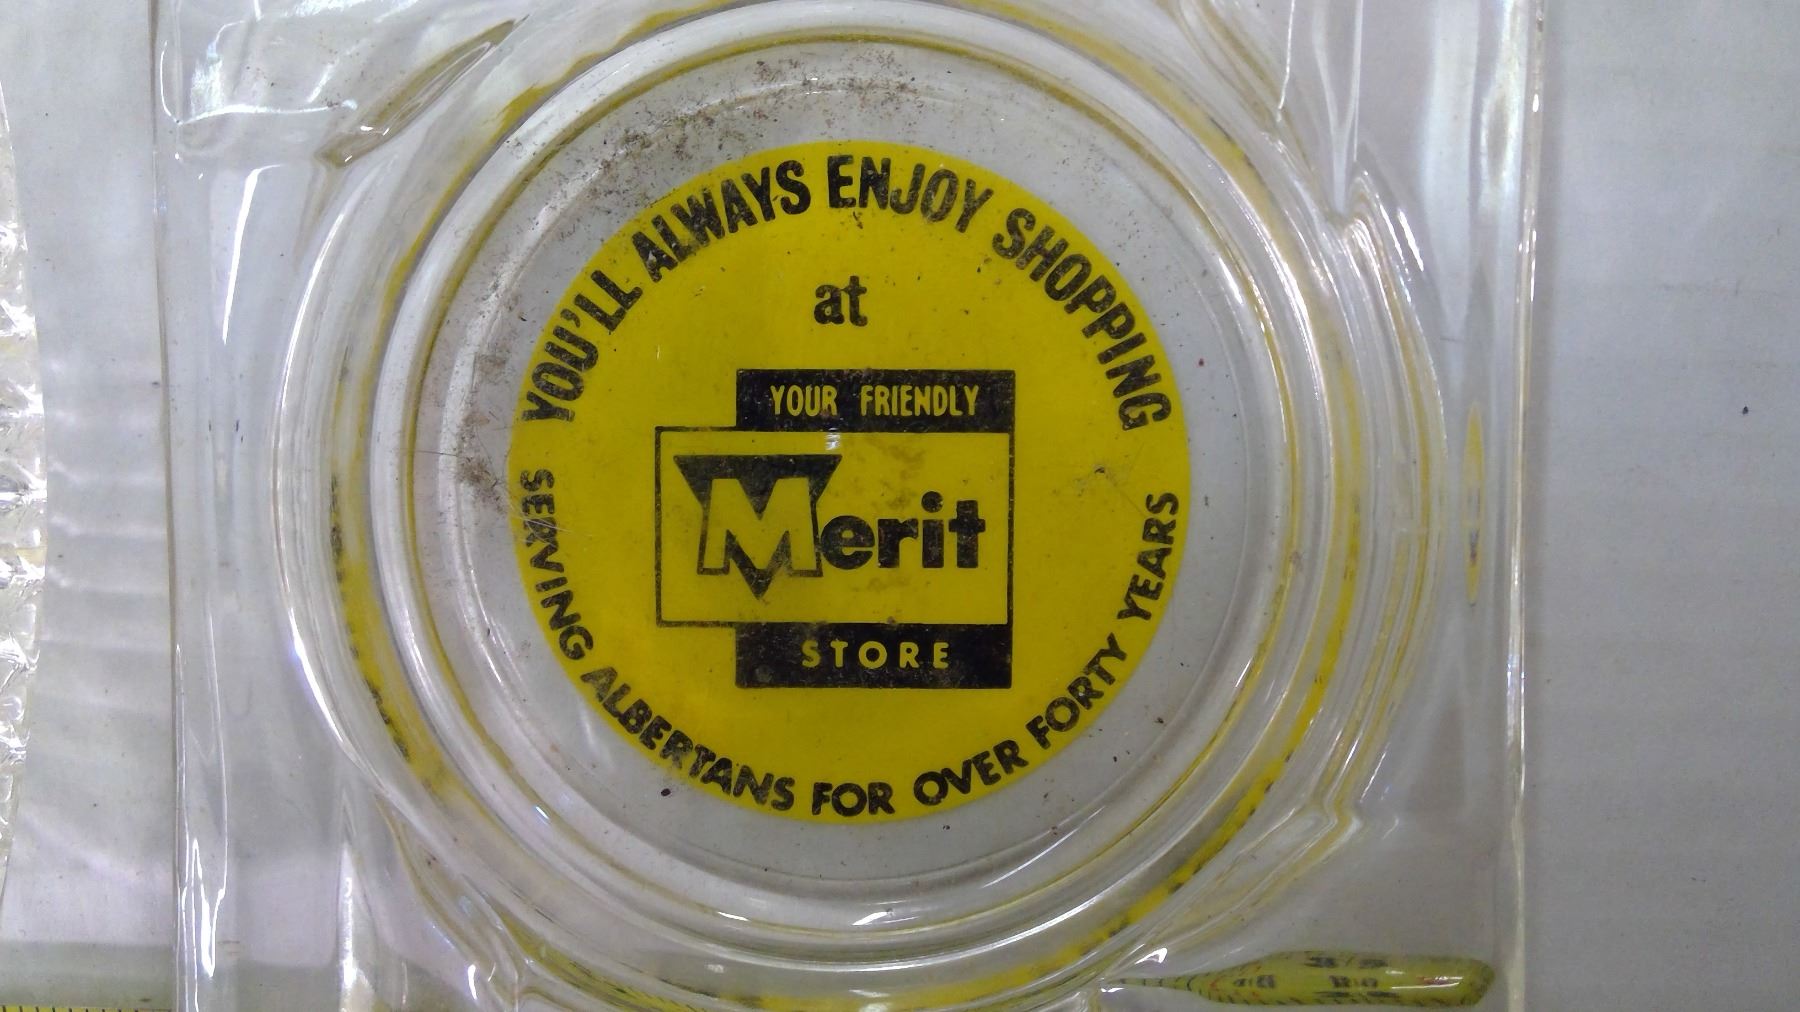 YOU'LL ALWAYS ENJOY SHOPPING
at
YOUR FRIENDLY
Merit
STORE
SERVING ALBERTANS FOR OVER FORTY YEARS